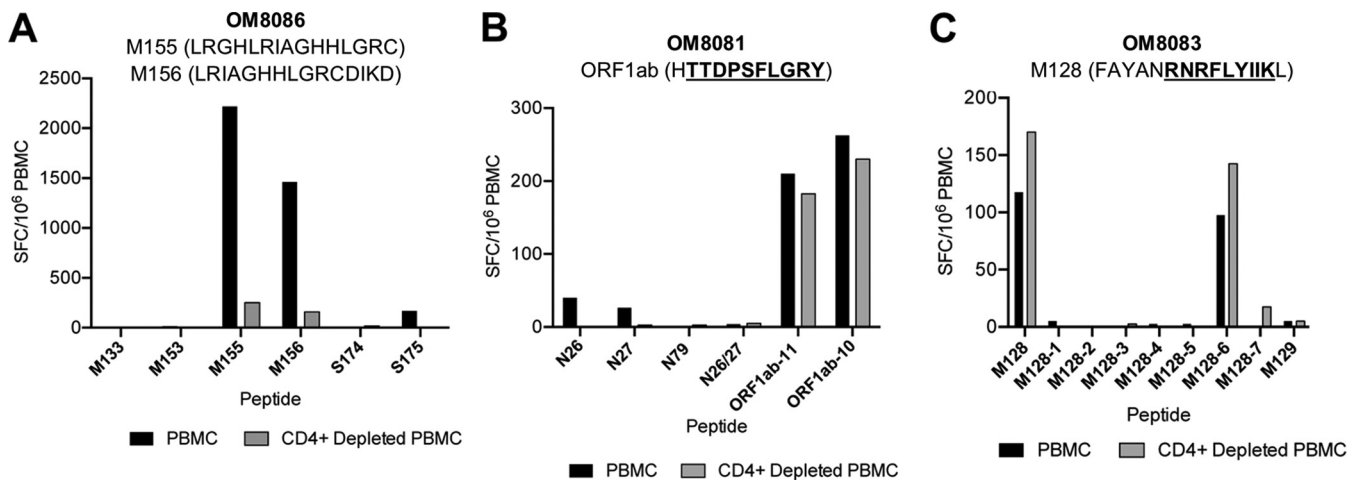 A
OM8086
M155 (LRGHLRIAGHHLGRC)
M156 (LRIAGHHLGRCDIKD)
SFC/10⁶ PBMC
2500
2000
1500
1000
500
0
M133
M153
M155
M156
S174
S175
Peptide
PBMC
CD4+ Depleted PBMC
B
OM8081
ORF1ab (HTTDPSFLGRY)
SFC/10⁶ PBMC
300
200
100
0
N26
N27
N79
N26/27
ORF1ab-11
ORF1ab-10
Peptide
PBMC
CD4+ Depleted PBMC
C
OM8083
M128 (FAYANRNRFLYIIKL)
SFC/10⁶ PBMC
200
150
100
50
0
M128
M128-1
M128-2
M128-3
M128-4
M128-5
M128-6
M128-7
M129
Peptide
PBMC
CD4+ Depleted PBMC